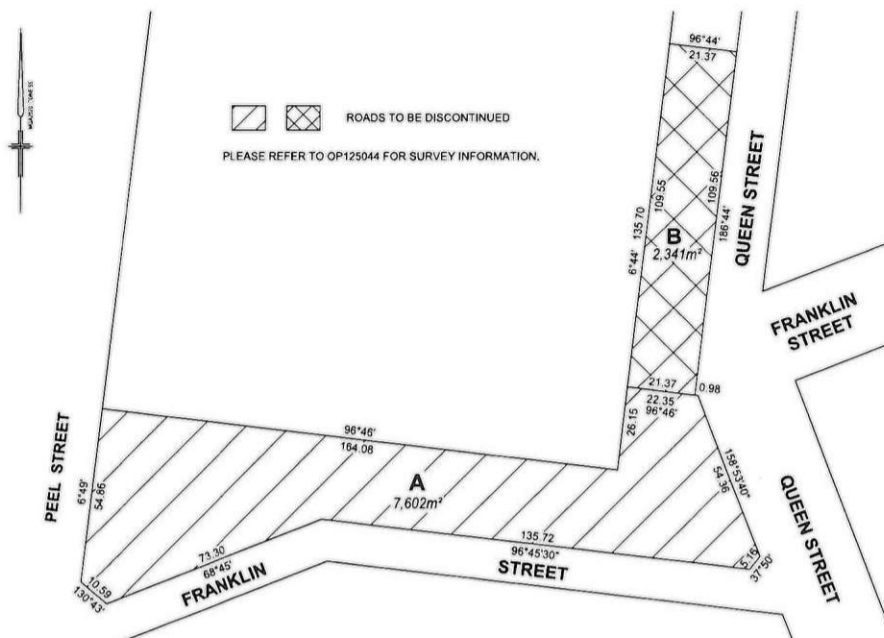 96°44'
21.37
ROADS TO BE DISCONTINUED
PLEASE REFER TO OP125044 FOR SURVEY INFORMATION.
109.55
109.56
135.70
186°44'
6°44'
B
2,341m²
QUEEN STREET
FRANKLIN
STREET
21.37
0.98
22.35
96°46'
26.15
96°46'
164.08
PEEL STREET
6°49'
54.86
A
7,602m²
158°53'40"
54.36
QUEEN STREET
135.72
96°45'30"
73.30
68°45'
5.16
37°50'
10.59
130°43'
FRANKLIN
STREET